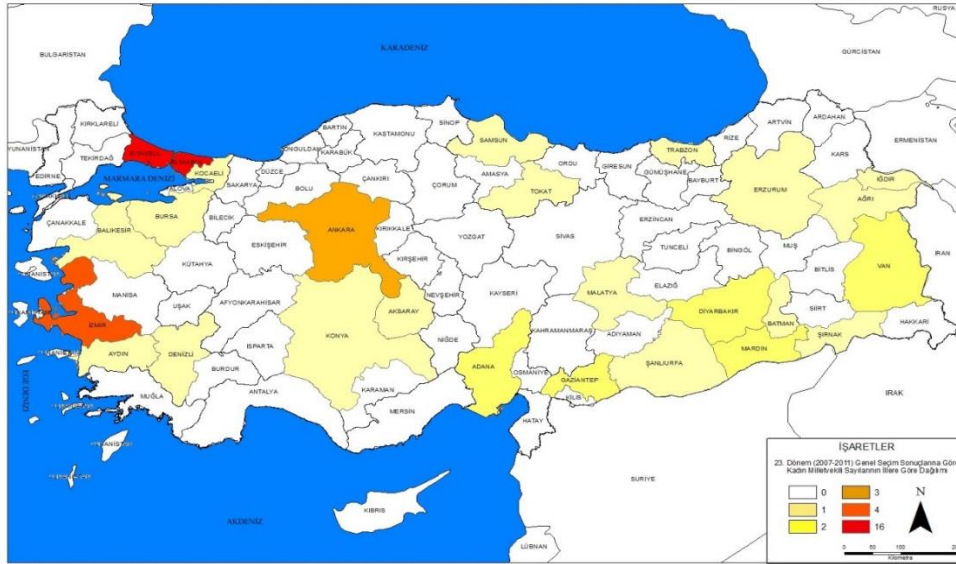 RUSYA
BULGARİSTAN
KARADENİZ
GÜRCİSTAN
KIRKLARELİ
TEKİRDAĞ
EDİRNE
YUNANİSTAN
MARMARA DENİZİ
KOCAELİ
SAKARYA
DÜZCE
BOLU
BARTIN
KARABÜK
KASTAMONU
ÇANKIRI
SİNOP
SAMSUN
AMASYA
ÇORUM
TOKAT
ORDU
GİRESUN
TRABZON
GÜMÜŞHANE
BAYBURT
RİZE
ARTVİN
ARDAHAN
KARS
ERMENİSTAN
ERZURUM
IĞDIR
AĞRI
ÇANAKKALE
BALIKESİR
BURSA
BİLECİK
ESKİŞEHİR
KÜTAHYA
ANKARA
KIRIKKALE
KIRŞEHİR
YOZGAT
SİVAS
ERZİNCAN
TUNCELİ
BİNGÖL
MUŞ
BİTLİS
VAN
İRAN
MANİSA
UŞAK
AFYONKARAHİSAR
İZMİR
AYDIN
DENİZLİ
ISPARTA
BURDUR
MUĞLA
ANTALYA
KONYA
AKSARAY
NEVŞEHİR
NİĞDE
KAYSERİ
KARAMAN
MERSİN
ADANA
OSMANİYE
KAHRAMANMARAŞ
HATAY
GAZİANTEP
KİLİS
MALATYA
ELAZIĞ
ADIYAMAN
ŞANLIURFA
DİYARBAKIR
MARDİN
BATMAN
SİİRT
ŞIRNAK
HAKKARİ
EGE DENİZİ
AKDENİZ
KIBRIS
LÜBNAN
SURİYE
IRAK
İŞARETLER
23. Dönem (2007-2011) Genel Seçim Sonuçlarına Göre
Kadın Milletvekili Sayılarının İllere Göre Dağılımı
0 3
1 4
2 16
N
0 50 100 200
Kilometre